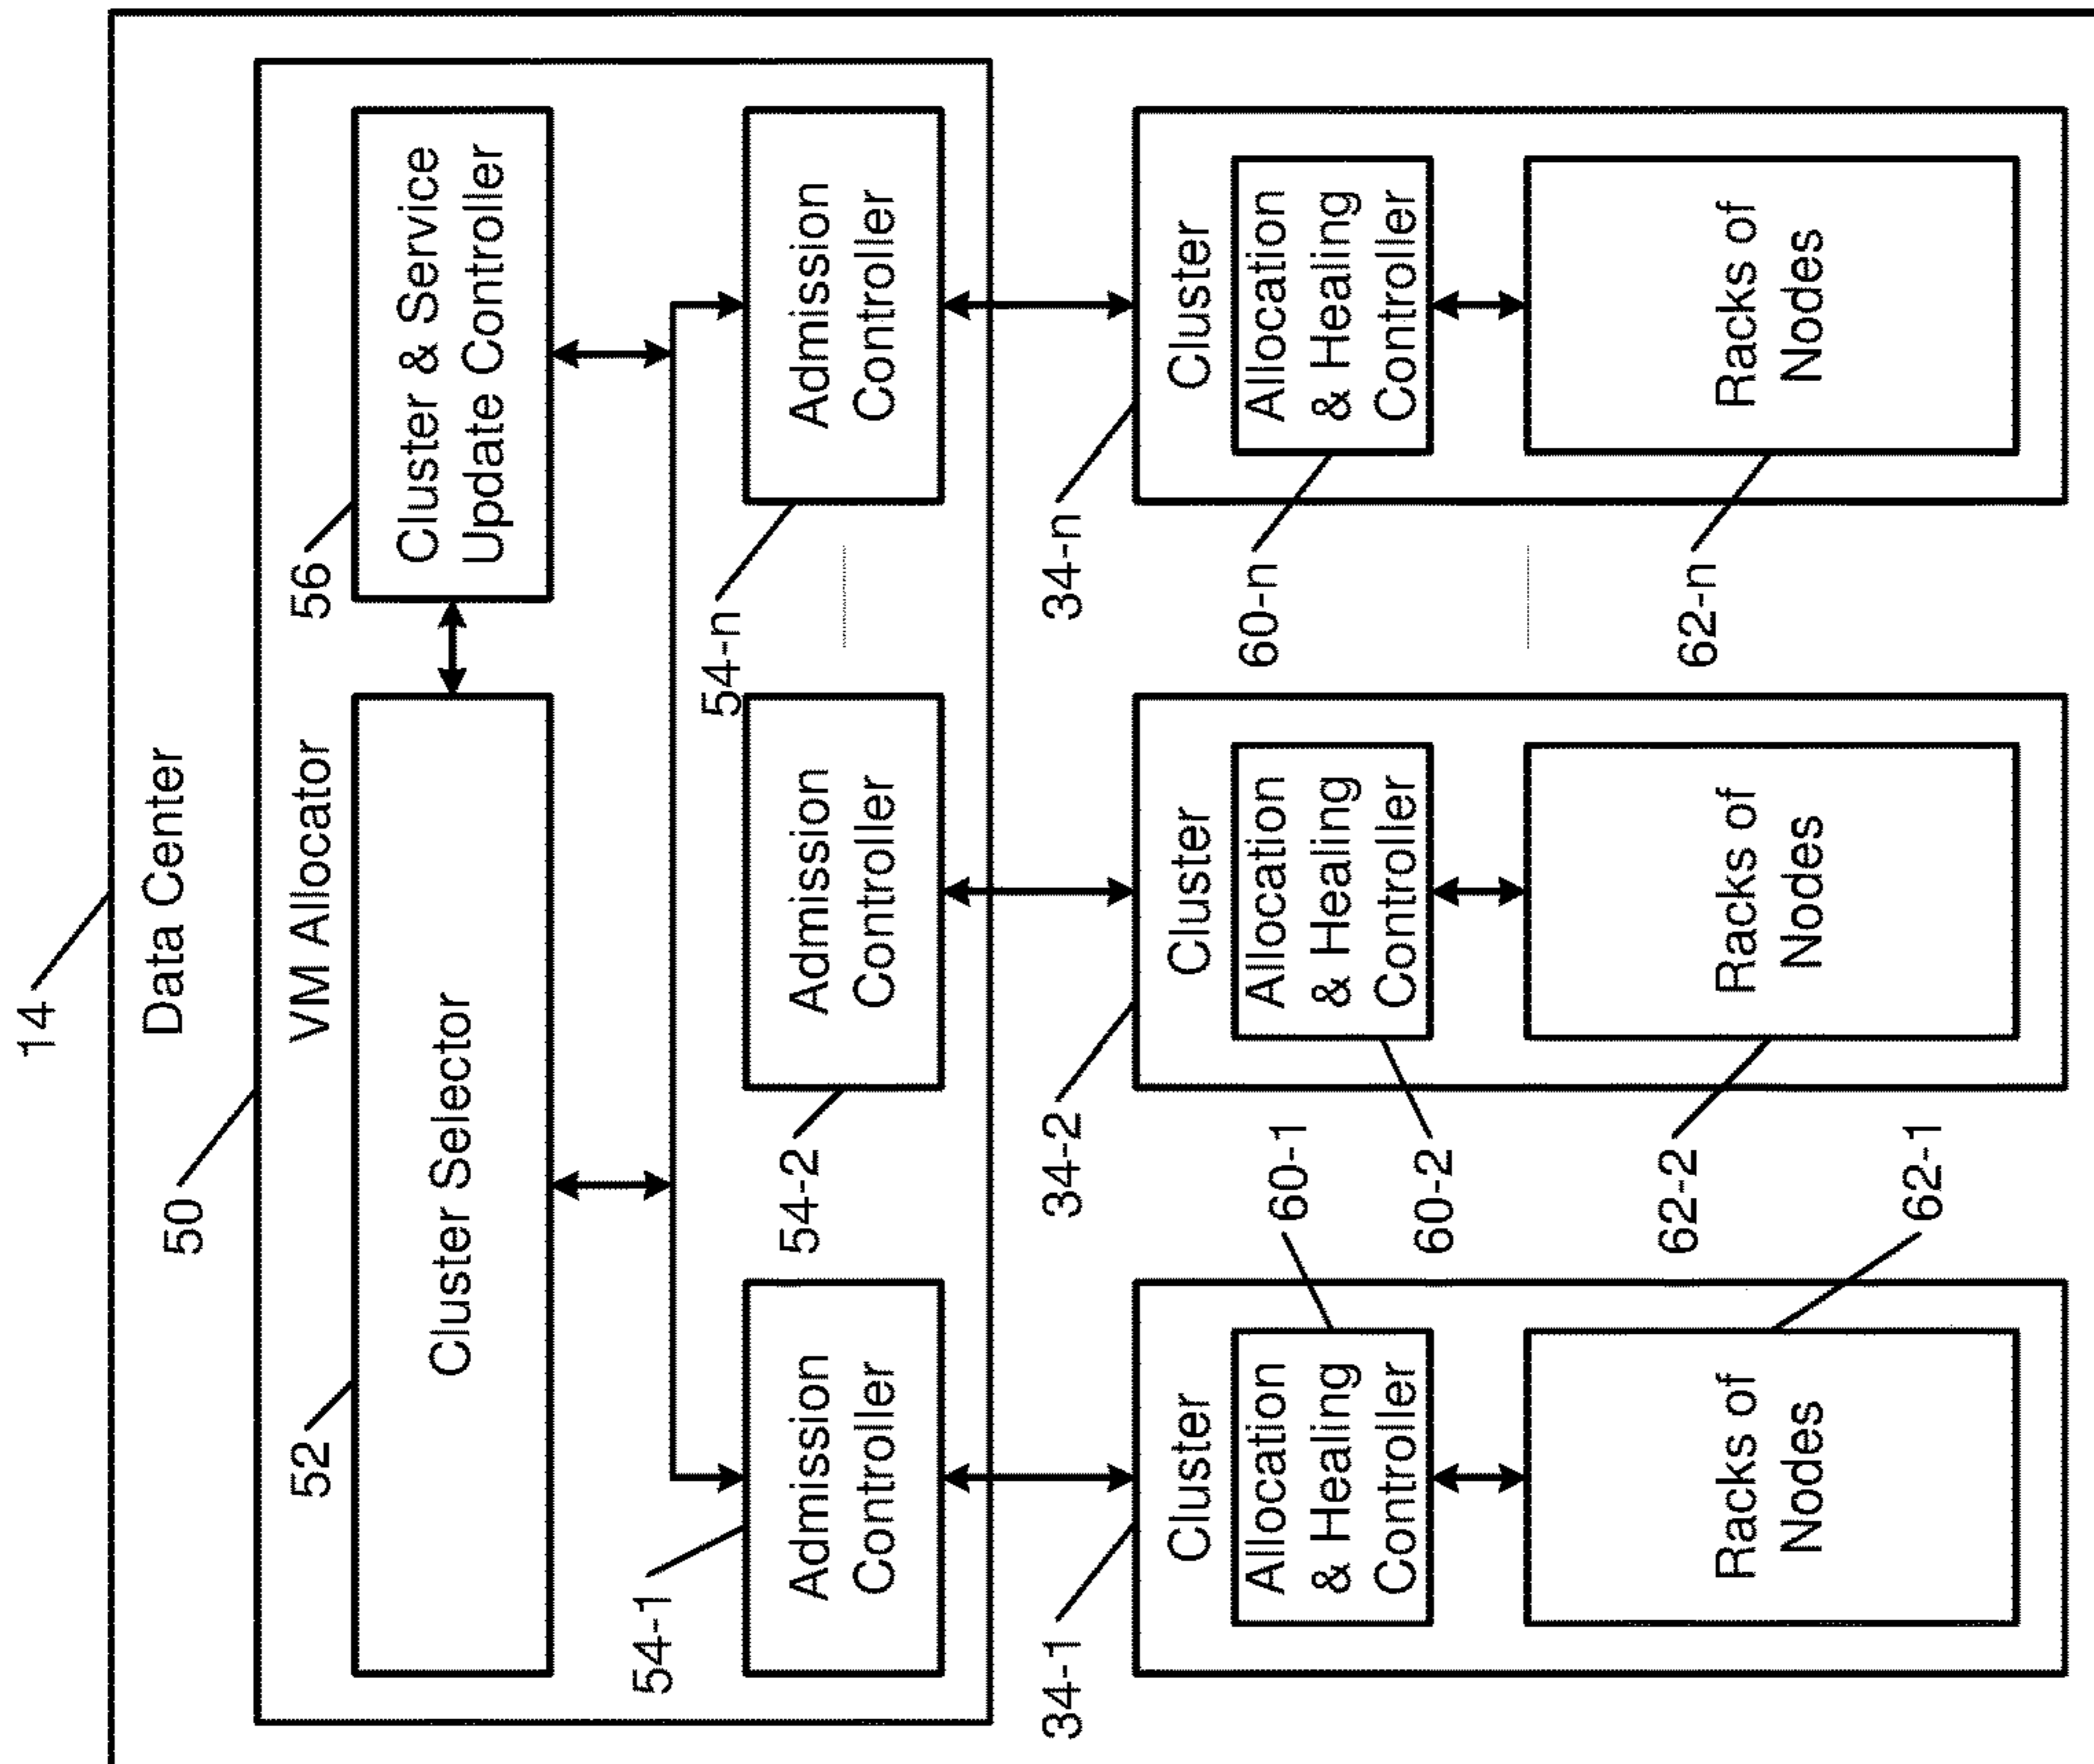 14
Data Center
50
VM Allocator
52
56
Cluster Selector
Cluster & Service
Update Controller
54-1
54-2
54-n
Admission
Controller
Admission
Controller
Admission
Controller
34-1
34-2
34-n
Cluster
Cluster
Cluster
60-1
60-n
Allocation
& Healing
Controller
Allocation
& Healing
Controller
Allocation
& Healing
Controller
60-2
62-2
62-n
Racks of
Nodes
Racks of
Nodes
Racks of
Nodes
62-1